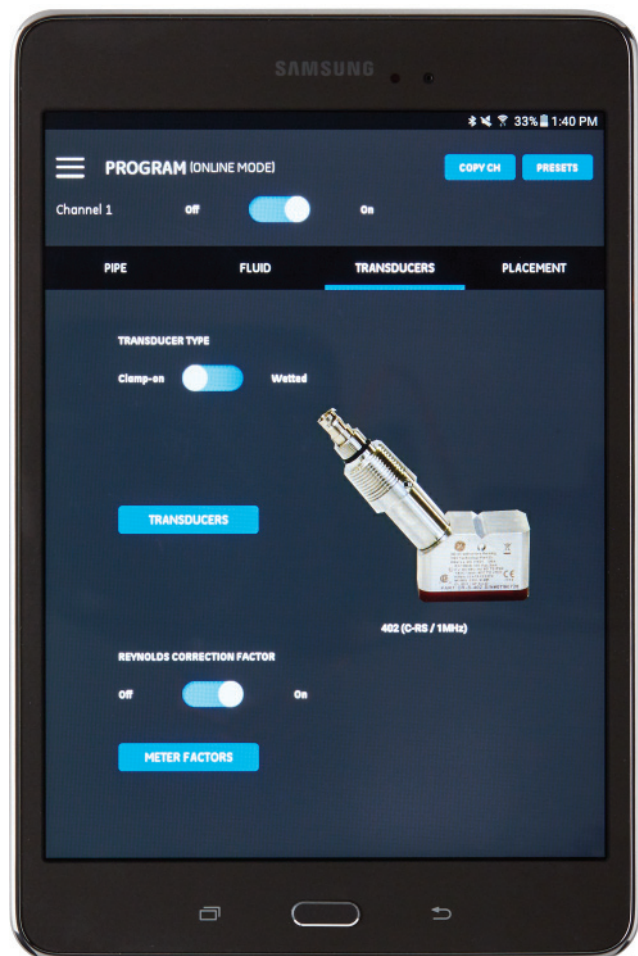 SAMSUNG
33% 1:40 PM
PROGRAM (ONLINE MODE)
COPY CH
PRESETS
Channel 1 Off On
PIPE FLUID TRANSDUCERS PLACEMENT
TRANSDUCER TYPE
Clamp-on Wetted
TRANSDUCERS
402 (C-RS / 1MHz)
REYNOLDS CORRECTION FACTOR
Off On
METER FACTORS